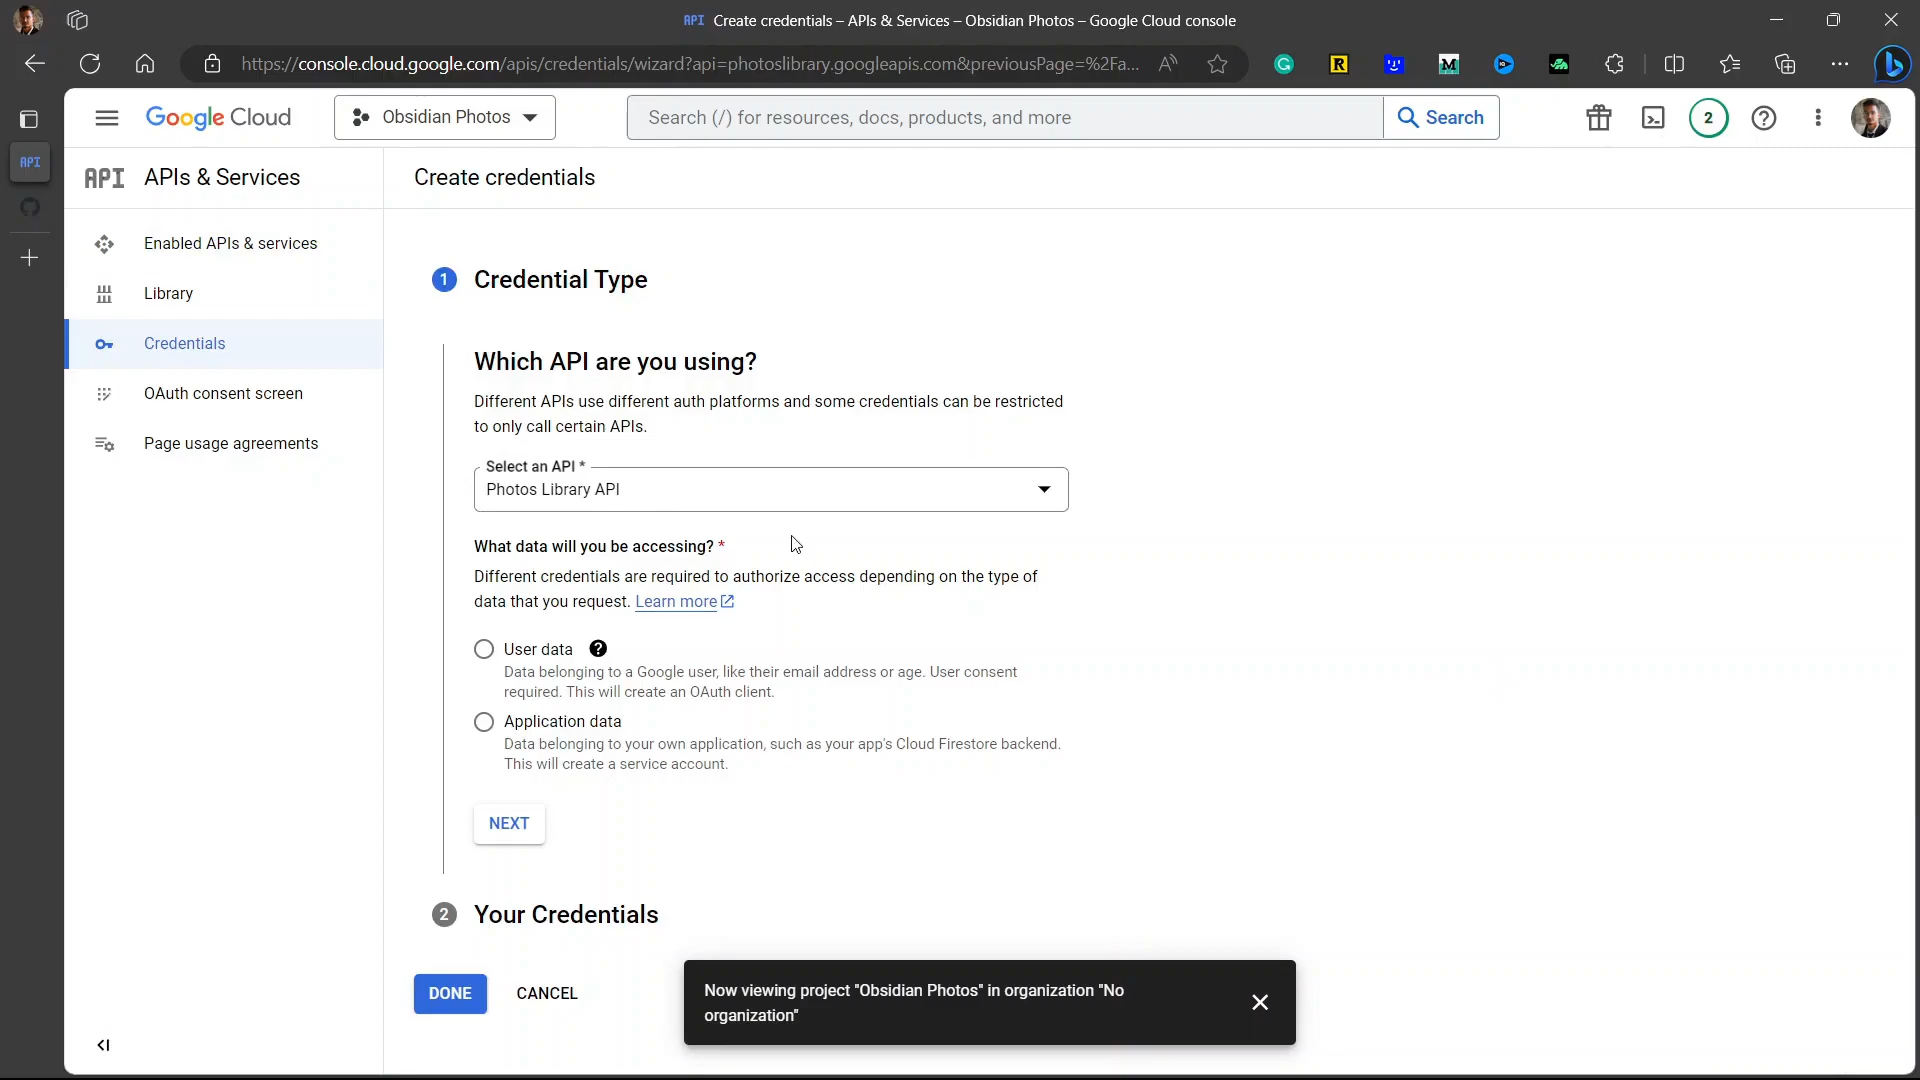 API Create credentials – APIs & Services – Obsidian Photos – Google Cloud console
https://console.cloud.google.com/apis/credentials/wizard?api=photoslibrary.googleapis.com&previousPage=%2Fa...
Google Cloud
Obsidian Photos
Search (/) for resources, docs, products, and more
Search
2
API
API APIs & Services
Create credentials
Enabled APIs & services
Library
Credentials
OAuth consent screen
Page usage agreements
1 Credential Type
Which API are you using?
Different APIs use different auth platforms and some credentials can be restricted
to only call certain APIs.
Select an API *
Photos Library API
What data will you be accessing? *
Different credentials are required to authorize access depending on the type of
data that you request. Learn more
User data
Data belonging to a Google user, like their email address or age. User consent
required. This will create an OAuth client.
Application data
Data belonging to your own application, such as your app's Cloud Firestore backend.
This will create a service account.
NEXT
2 Your Credentials
DONE
CANCEL
Now viewing project "Obsidian Photos" in organization "No
organization"